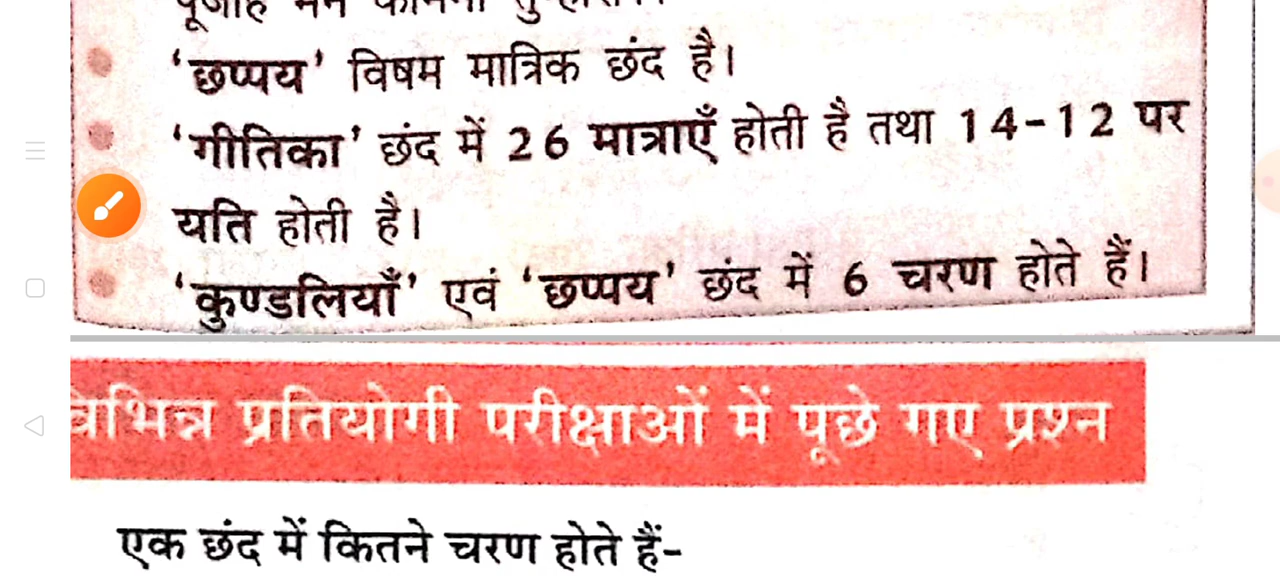 'छप्पय' विषम मात्रिक छंद है।
'गीतिका' छंद में 26 मात्राएँ होती है तथा 14-12 पर
यति होती है।
'कुण्डलियाँ' एवं 'छप्पय' छंद में 6 चरण होते हैं।
विभिन्न प्रतियोगी परीक्षाओं में पूछे गए प्रश्न
एक छंद में कितने चरण होते हैं-